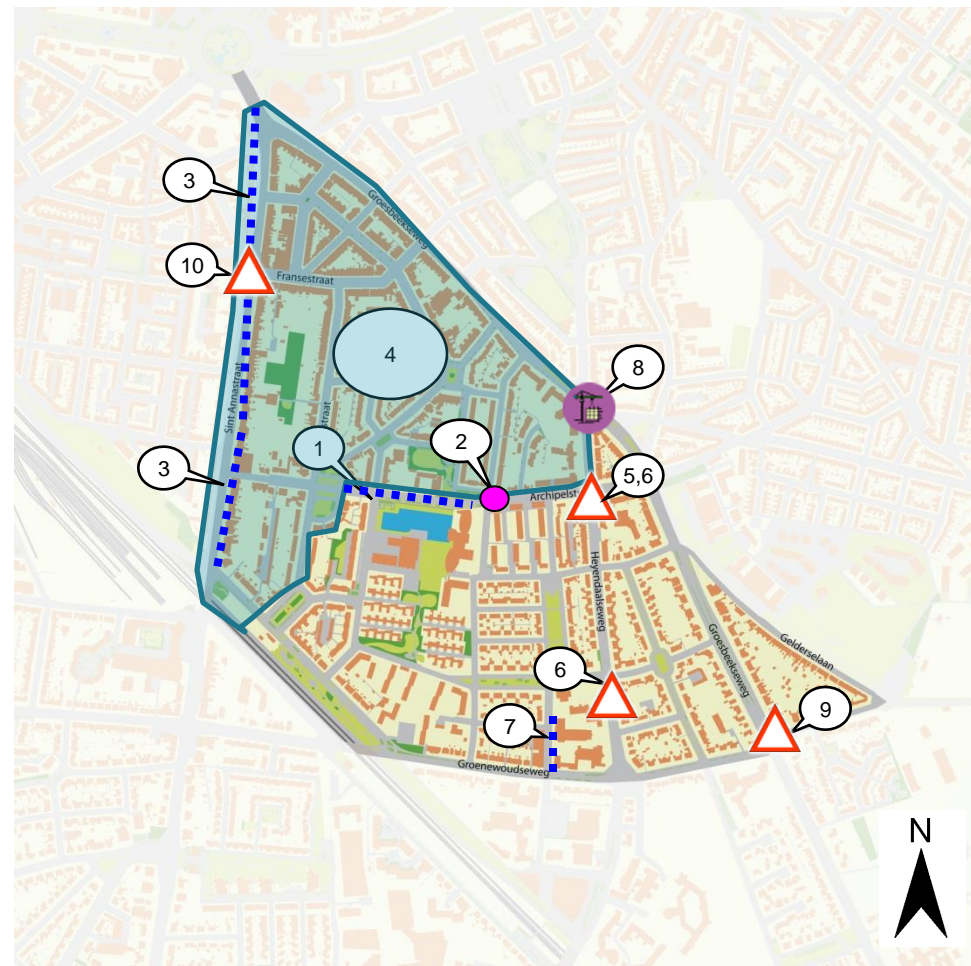 3
Groesbeekseweg
10
Fransestraat
4
8
Sint Annastraat
straat
1
2
3
5,6
Archipelst
Heyendaalseweg
Groesbeekseweg
Gelderselaan
6
7
9
Groenewoudseweg
N